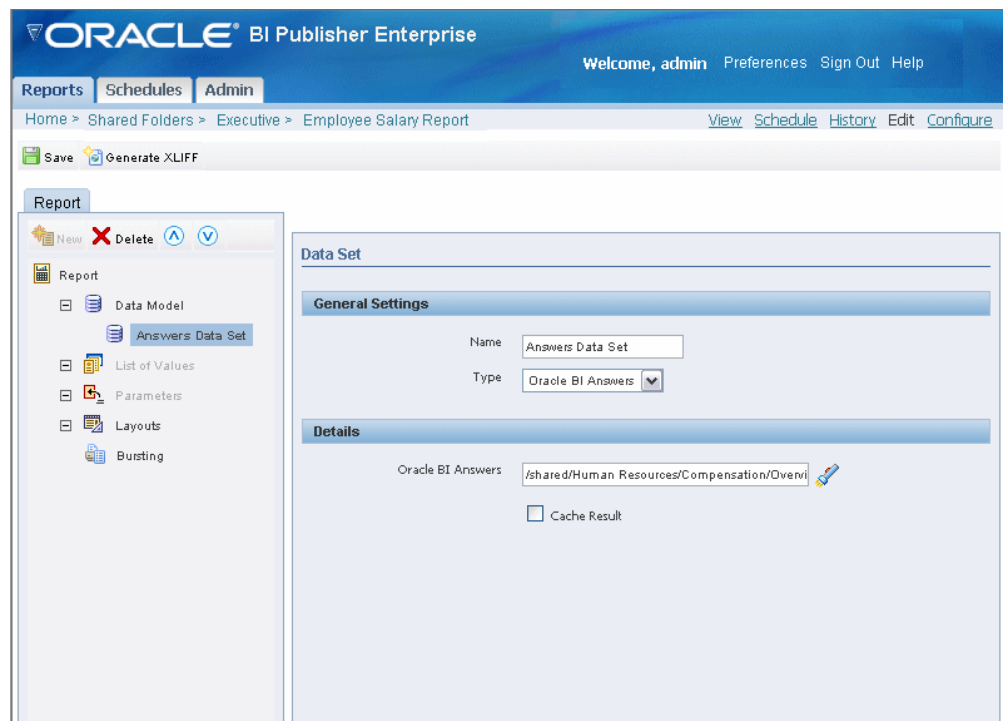 ORACLE BI Publisher Enterprise
Welcome, admin Preferences Sign Out Help
Reports Schedules Admin
Home > Shared Folders > Executive > Employee Salary Report View Schedule History Edit Configure
Save Generate XLIFF
Report
New Delete
Data Set
Report
General Settings
Data Model
Answers Data Set
Name Answers Data Set
List of Values
Type Oracle BI Answers
Parameters
Layouts
Details
Bursting
Oracle BI Answers /shared/Human Resources/Compensation/Overvi
Cache Result